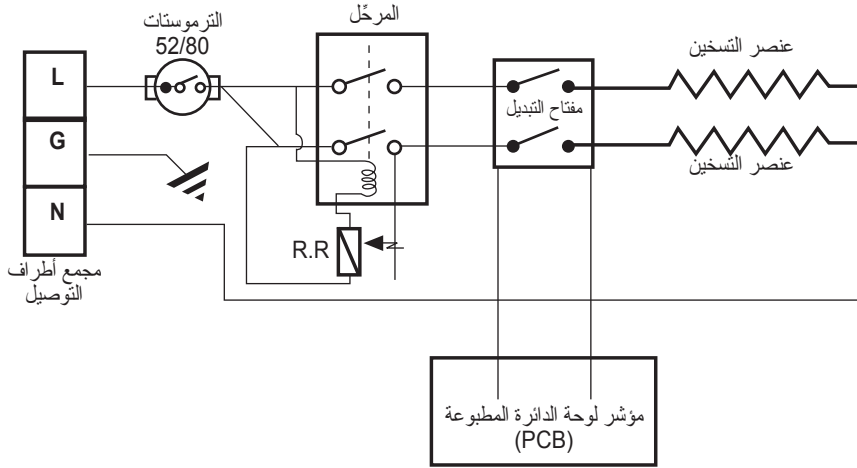 الترموستات
52/80
المرحِّل
عنصر التسخين
L
G
N
مفتاح التبديل
عنصر التسخين
R.R
مجمع أطراف
التوصيل
مؤشر لوحة الدائرة المطبوعة
(PCB)